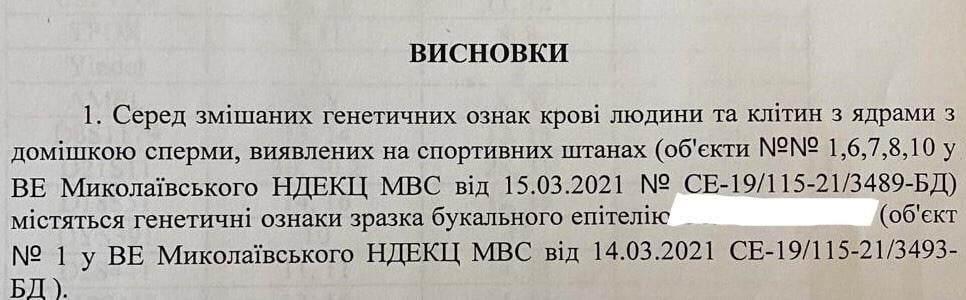 ВИСНОВКИ
1. Серед змішаних генетичних ознак крові людини та клітин з ядрами з
домішкою сперми, виявлених на спортивних штанах (об'єкти №№ 1,6,7,8,10 у
ВЕ Миколаївського НДЕКЦ МВС від 15.03.2021 № СЕ-19/115-21/3489-БД)
містяться генетичні ознаки зразка букального епітелію (об'єкт
№ 1 у ВЕ Миколаївського НДЕКЦ МВС від 14.03.2021 СЕ-19/115-21/3493-
БД ).